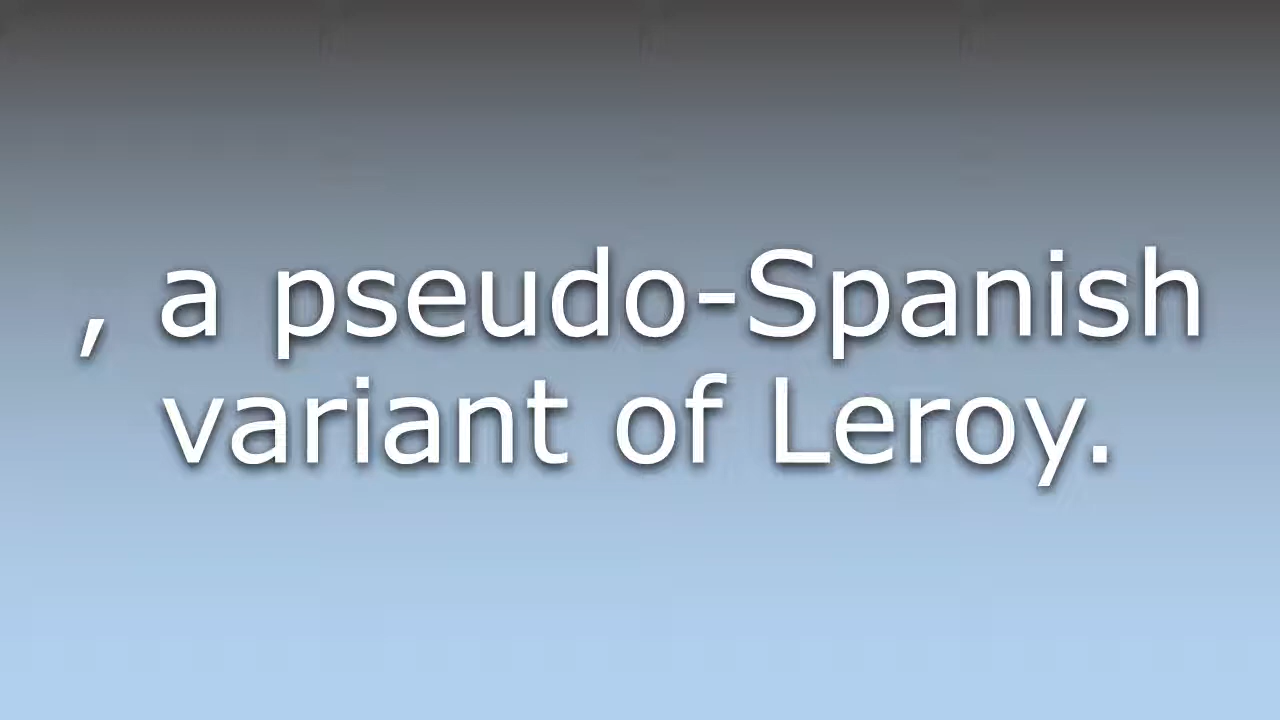 , a pseudo-Spanish
variant of Leroy.